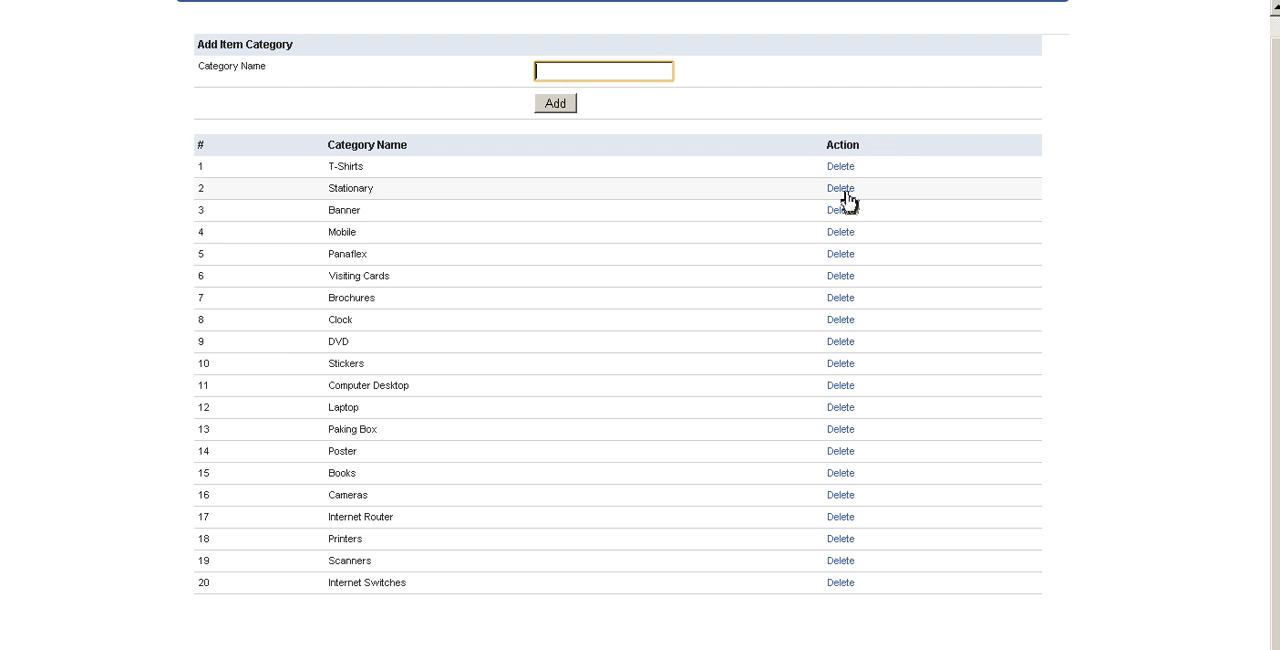 Add Item Category
Category Name
Add
# Category Name Action
1 T-Shirts Delete
2 Stationary Delete
3 Banner Delete
4 Mobile Delete
5 Panaflex Delete
6 Visiting Cards Delete
7 Brochures Delete
8 Clock Delete
9 DVD Delete
10 Stickers Delete
11 Computer Desktop Delete
12 Laptop Delete
13 Paking Box Delete
14 Poster Delete
15 Books Delete
16 Cameras Delete
17 Internet Router Delete
18 Printers Delete
19 Scanners Delete
20 Internet Switches Delete